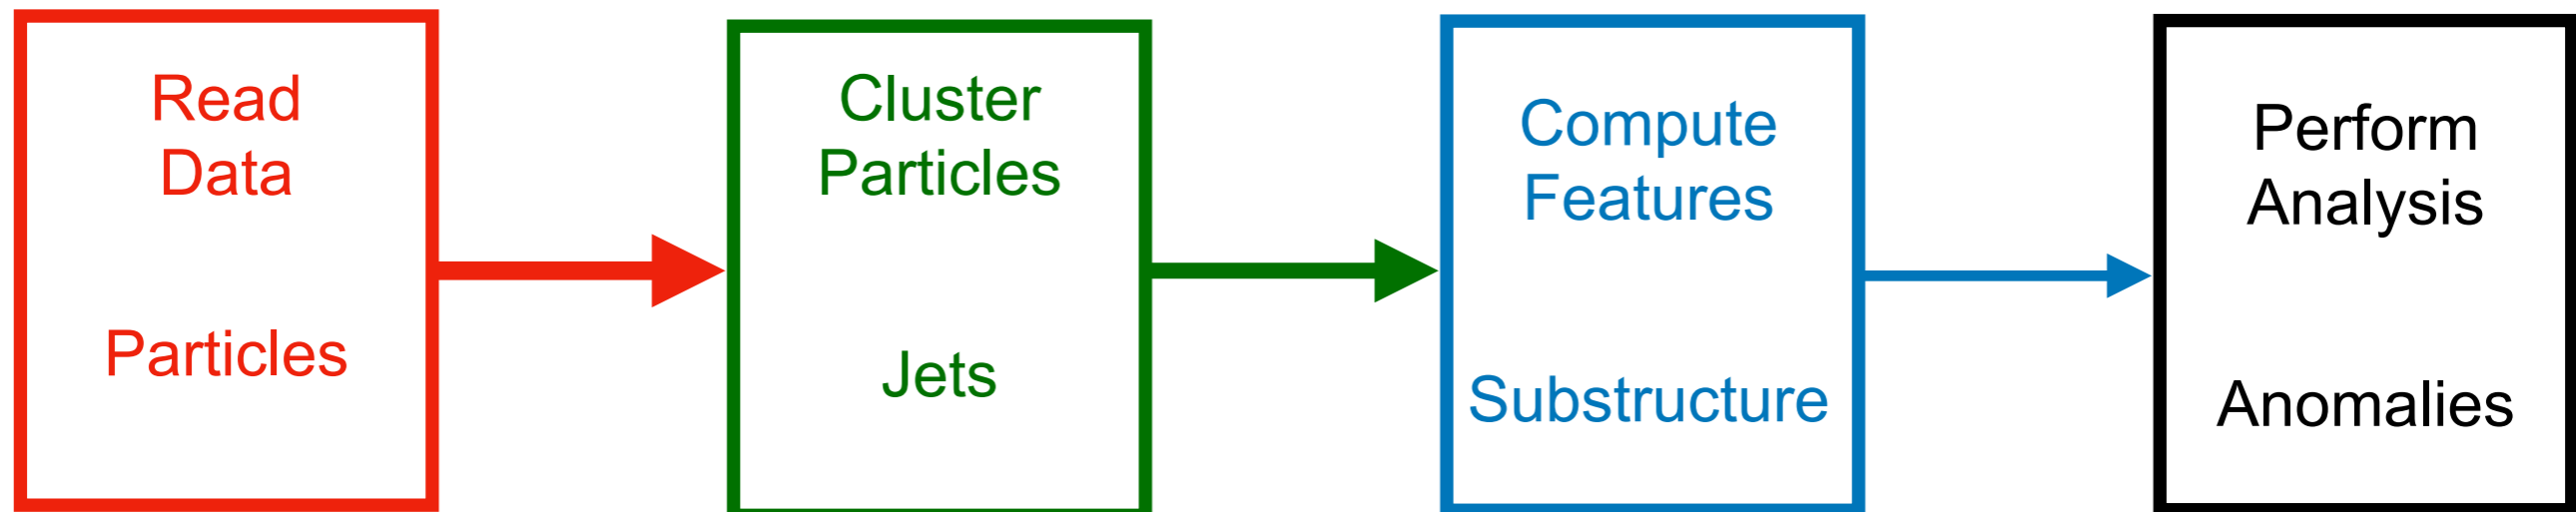 Read
Data
Particles
Cluster
Particles
Jets
Compute
Features
Substructure
Perform
Analysis
Anomalies